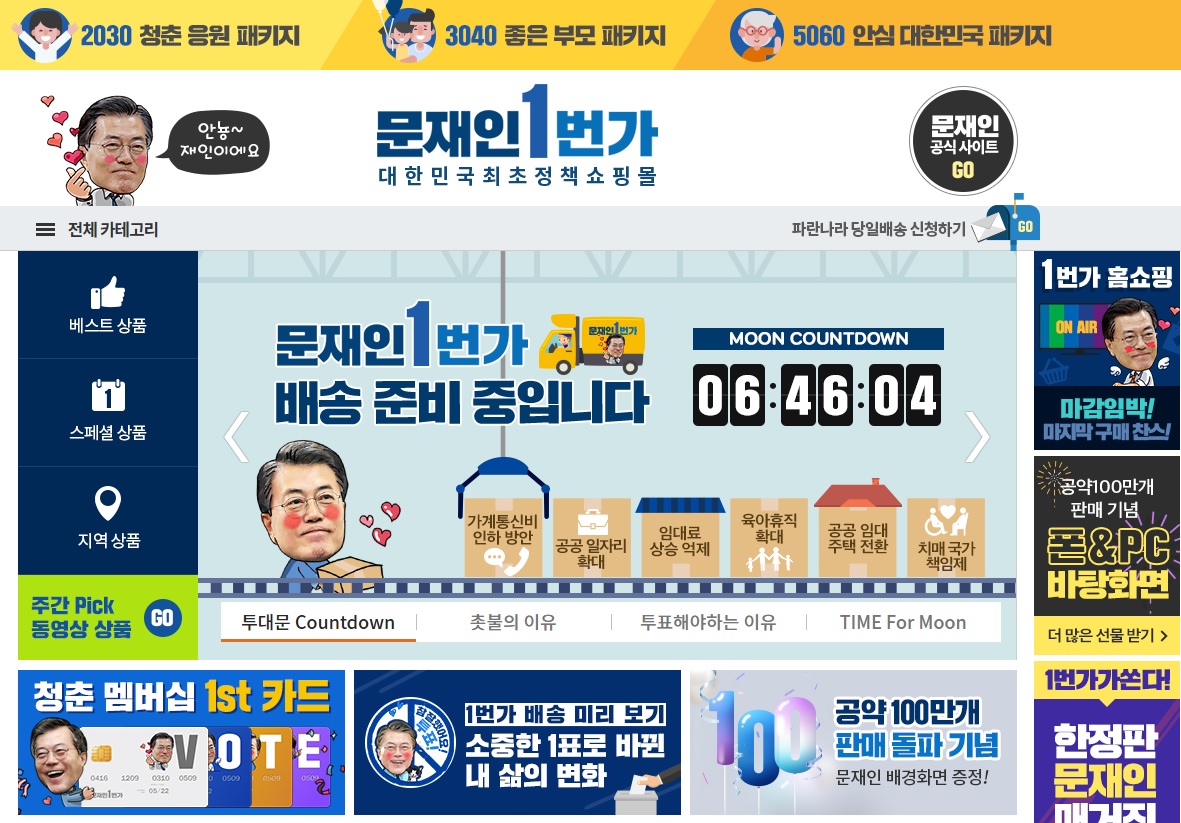 2030 청춘 응원 패키지
3040 좋은 부모 패키지
5060 안심 대한민국 패키지
안뇽~
재인이에요
문재인1번가
대한민국최초정책쇼핑몰
문재인
공식 사이트
GO
전체 카테고리
파란나라 당일배송 신청하기
GO
베스트 상품
1
스페셜 상품
지역 상품
주간 Pick
동영상 상품
GO
문재인1번가
문재인1번가
배송 준비 중입니다
MOON COUNTDOWN
06:46:04
가계통신비
인하 방안
공공 일자리
확대
임대료
상승 억제
육아휴직
확대
공공 임대
주택 전환
치매 국가
책임제
투대문 Countdown
촛불의 이유
투표해야하는 이유
TIME For Moon
1번가 홈쇼핑
ON AIR
마감임박!
마지막 구매 찬스!
공약100만개
판매 기념
폰&PC
바탕화면
더 많은 선물 받기
1번가가쏜다!
한정판
문재인
매거진
청춘 멤버십 1st 카드
VOTE
0416 1209 0310 0509
0509
0509
0509
05/22
문재인1번가
투표!
1번가 배송 미리 보기
소중한 1표로 바뀐
내 삶의 변화
100
공약 100만개
판매 돌파 기념
문재인 배경화면 증정!